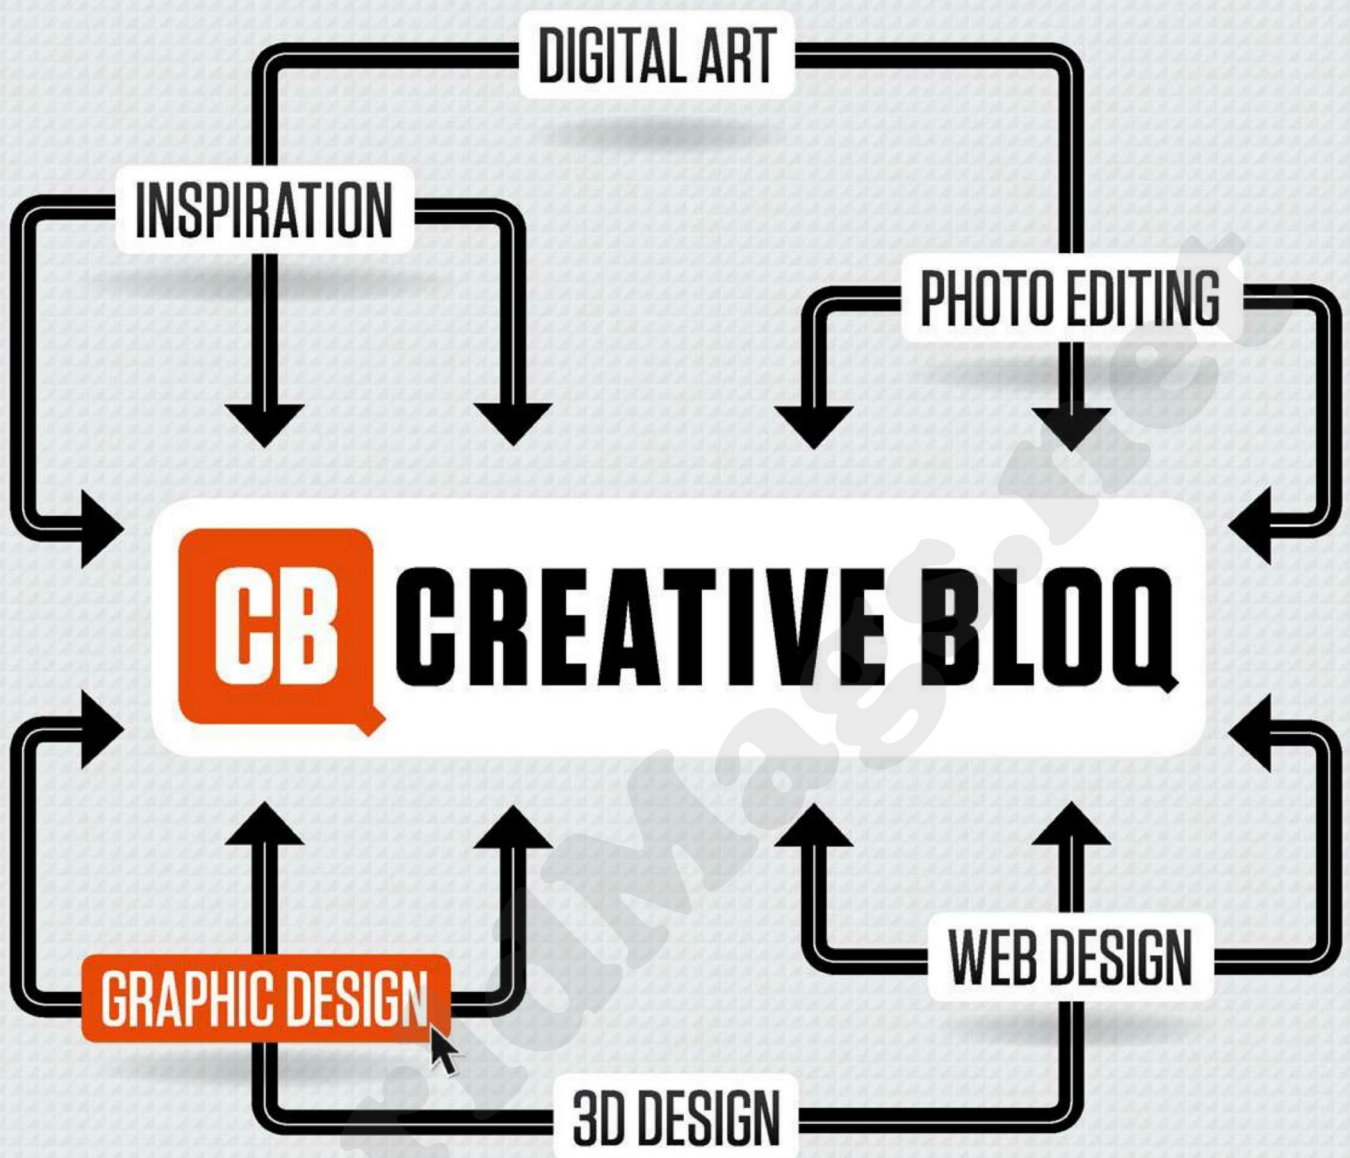 DIGITAL ART
INSPIRATION
PHOTO EDITING
CB CREATIVE BLOQ
GRAPHIC DESIGN
WEB DESIGN
3D DESIGN